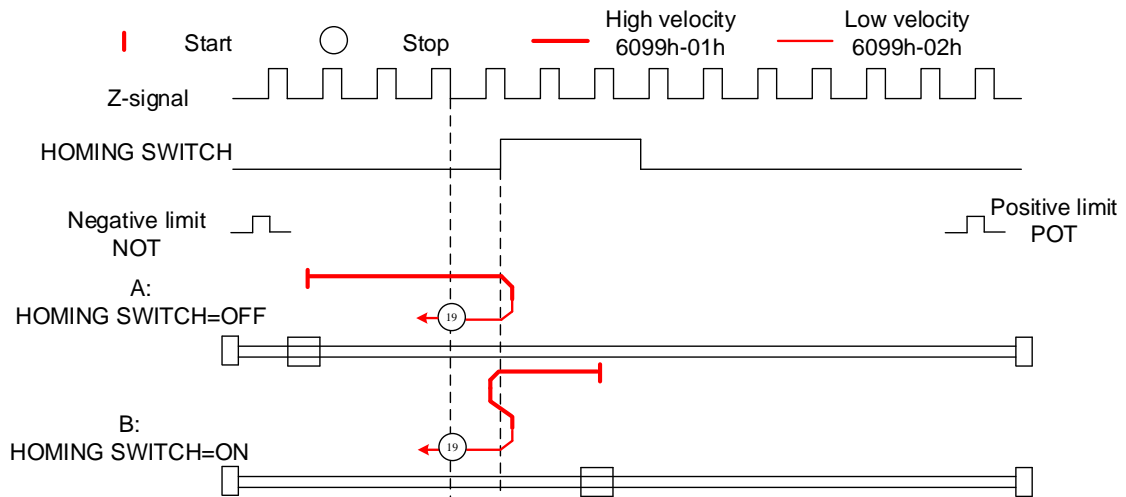 Start
Stop
High velocity
6099h-01h
Low velocity
6099h-02h
Z-signal
HOMING SWITCH
Negative limit
NOT
Positive limit
POT
A:
HOMING SWITCH=OFF
19
B:
HOMING SWITCH=ON
19